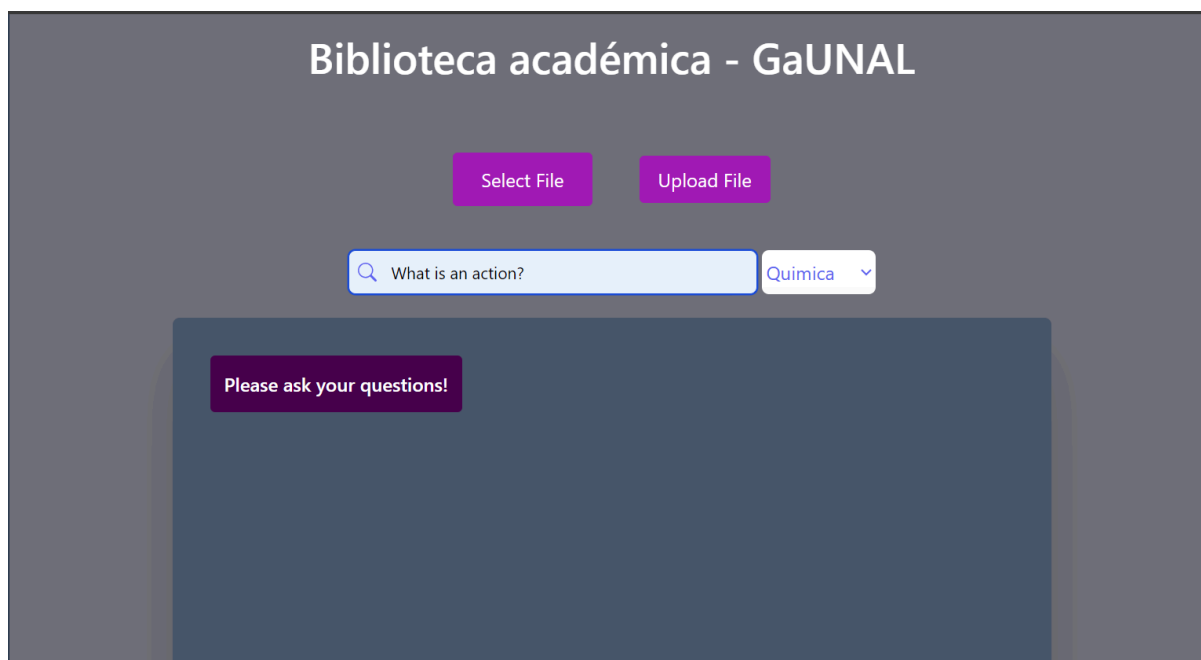 Biblioteca académica - GaUNAL
Select File
Upload File
What is an action?
Quimica
Please ask your questions!